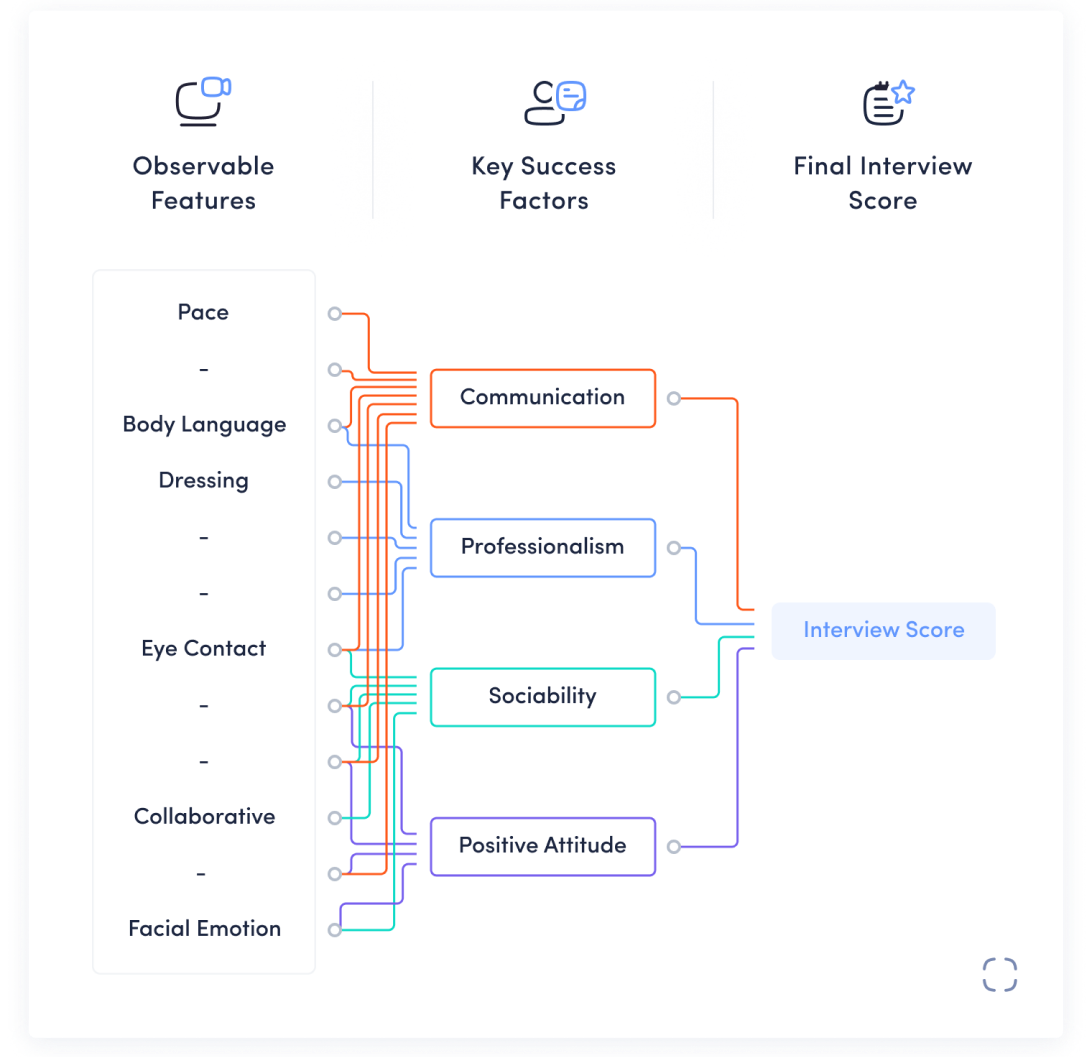 Observable
Features
Key Success
Factors
Final Interview
Score
Pace
-
Body Language
Dressing
-
-
Eye Contact
-
-
Collaborative
-
Facial Emotion
Communication
Professionalism
Sociability
Positive Attitude
Interview Score